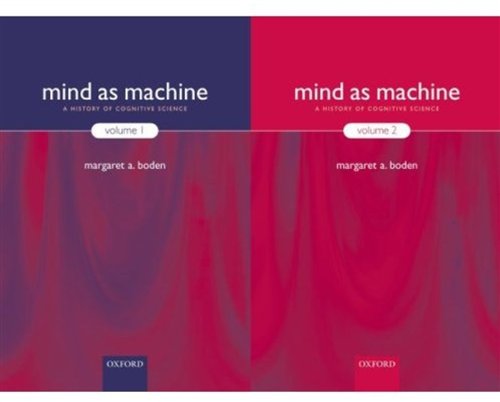 mind as machine
A HISTORY OF COGNITIVE SCIENCE
volume 1
margaret a. boden
OXFORD
mind as machine
A HISTORY OF COGNITIVE SCIENCE
volume 2
margaret a. boden
OXFORD